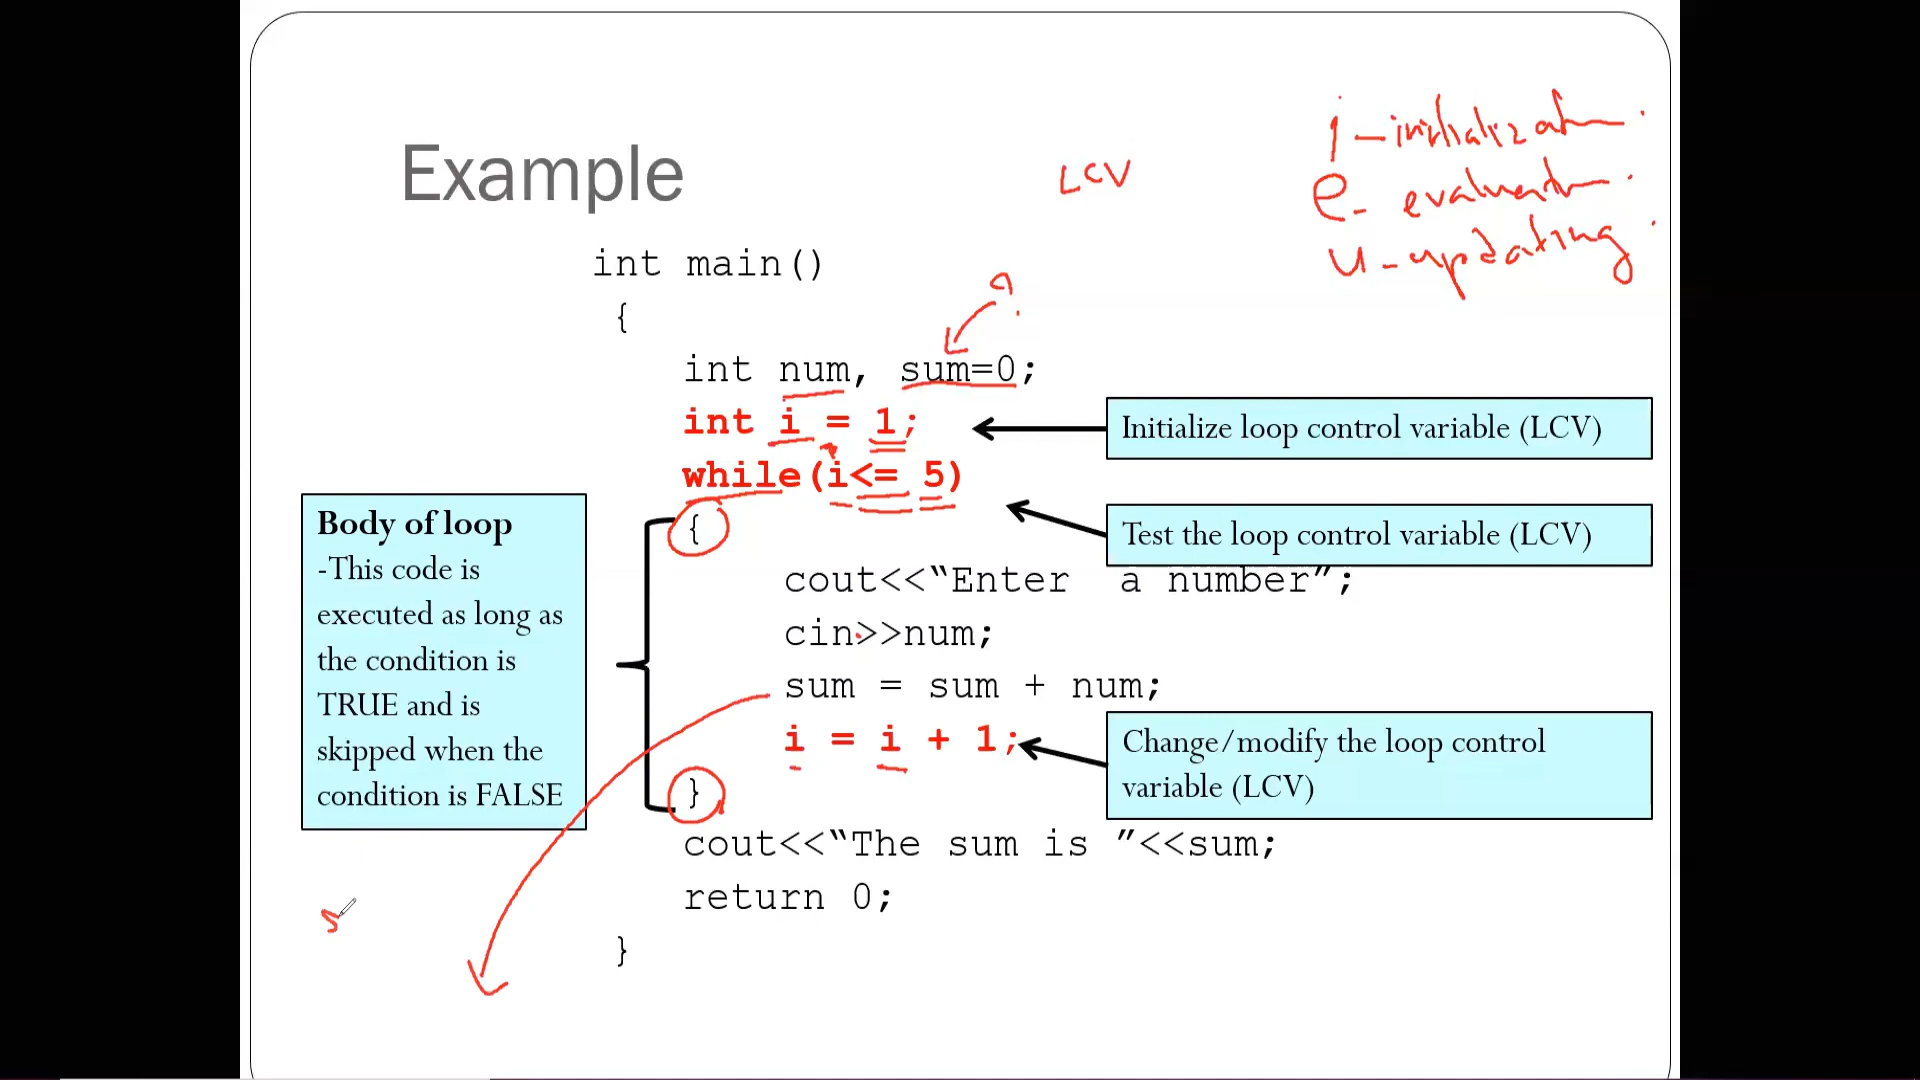 i - initialization.
LCV
e - evaluation.
Example
u - updating.
int main()
{
?
int num, sum=0;
int i = 1;
Initialize loop control variable (LCV)
while(i<= 5)
Body of loop
{
Test the loop control variable (LCV)
-This code is
executed as long as
the condition is
TRUE and is
skipped when the
condition is FALSE
cout<<“Enter a number”;
cin>>num;
sum = sum + num;
i = i + 1;
Change/modify the loop control
variable (LCV)
}
cout<<“The sum is ”<<sum;
return 0;
s
}